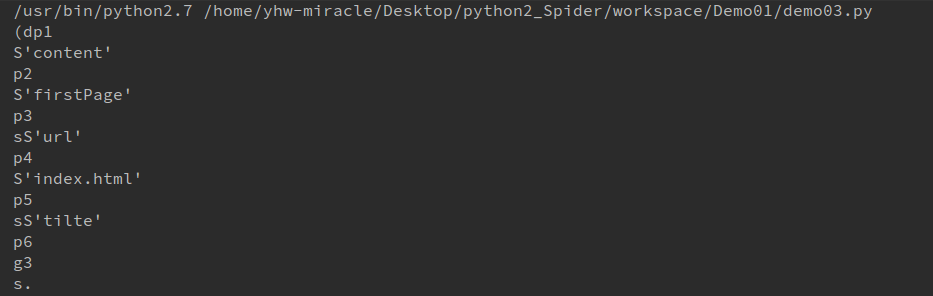 /usr/bin/python2.7 /home/yhw-miracle/Desktop/python2_Spider/workspace/Demo01/demo03.py
(dp1
S'content'
p2
S'firstPage'
p3
sS'url'
p4
S'index.html'
p5
sS'tilte'
p6
g3
s.